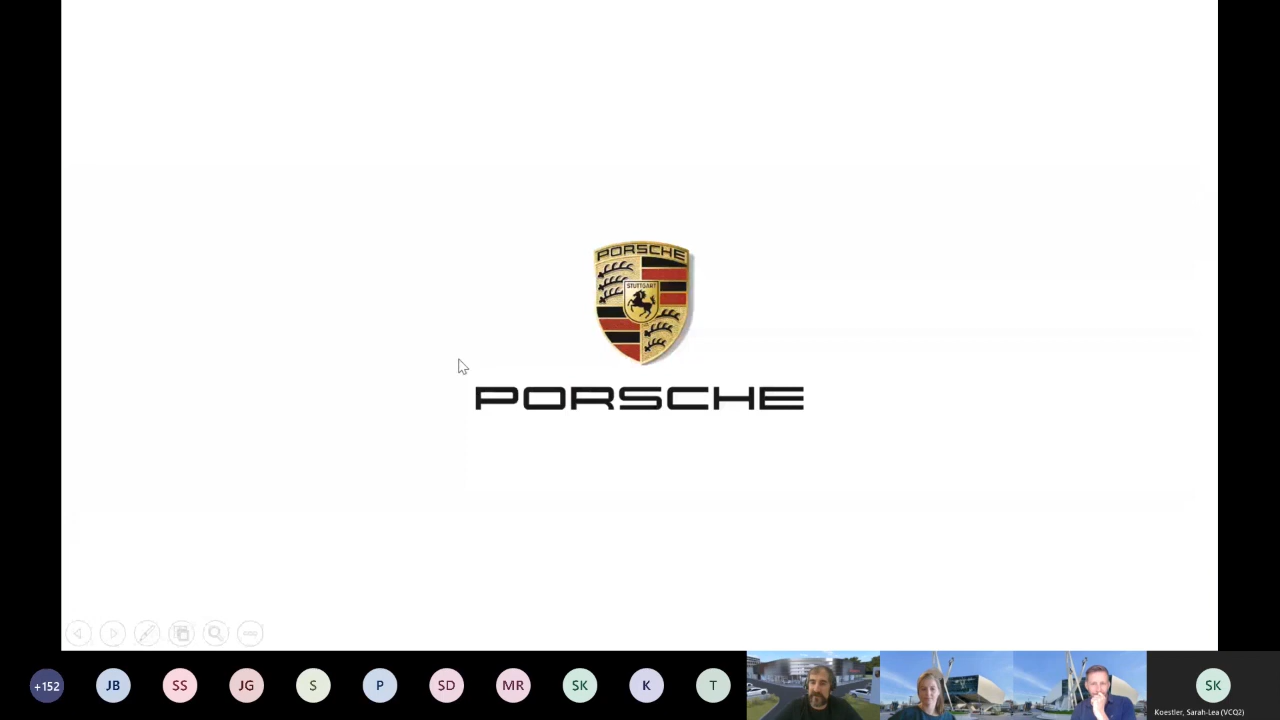 PORSCHE
STUTTGART
PORSCHE
+152
JB
SS
JG
S
P
SD
MR
SK
K
T
SK
Koestler, Sarah-Lea (VCQ2)